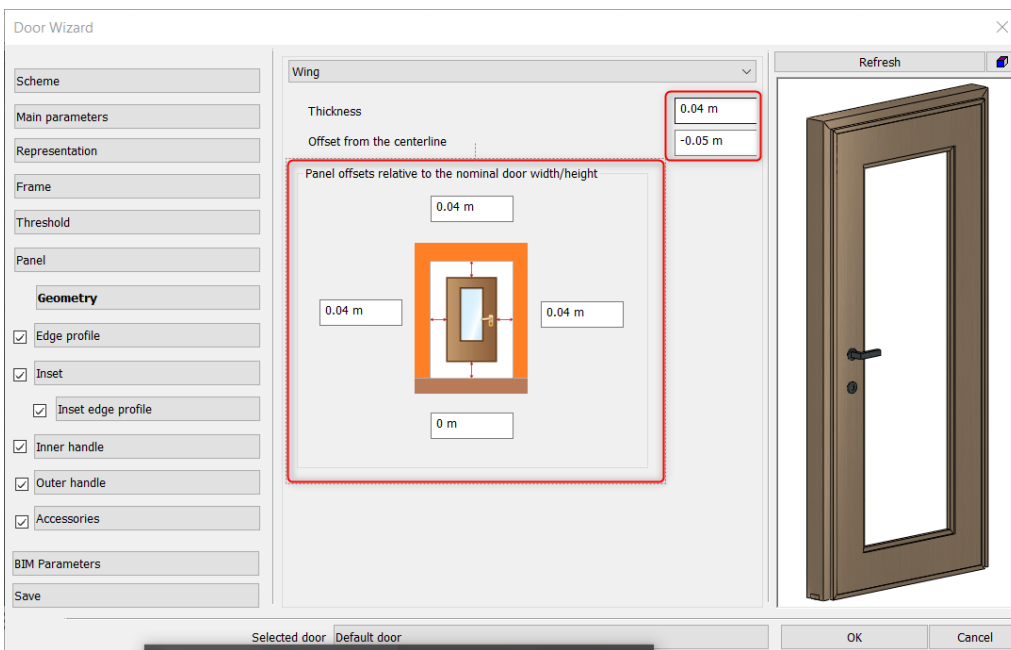 Door Wizard
Refresh
Scheme
Main parameters
Representation
Frame
Threshold
Panel
Geometry
Edge profile
Inset
Inset edge profile
Inner handle
Outer handle
Accessories
BIM Parameters
Save
Wing
Thickness
0.04 m
Offset from the centerline
-0.05 m
Panel offsets relative to the nominal door width/height
0.04 m
0.04 m
0.04 m
0 m
Selected door Default door
OK
Cancel